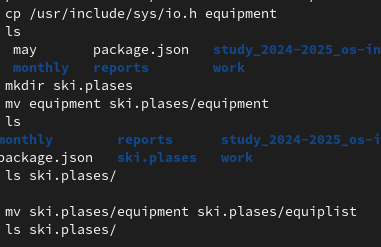 cp /usr/include/sys/io.h equipment
ls
may package.json study_2024-2025_os-in
monthly reports work
mkdir ski.plases
mv equipment ski.plases/equipment
ls
monthly reports study_2024-2025_os-i
package.json ski.plases work
ls ski.plases/
mv ski.plases/equipment ski.plases/equiplist
ls ski.plases/